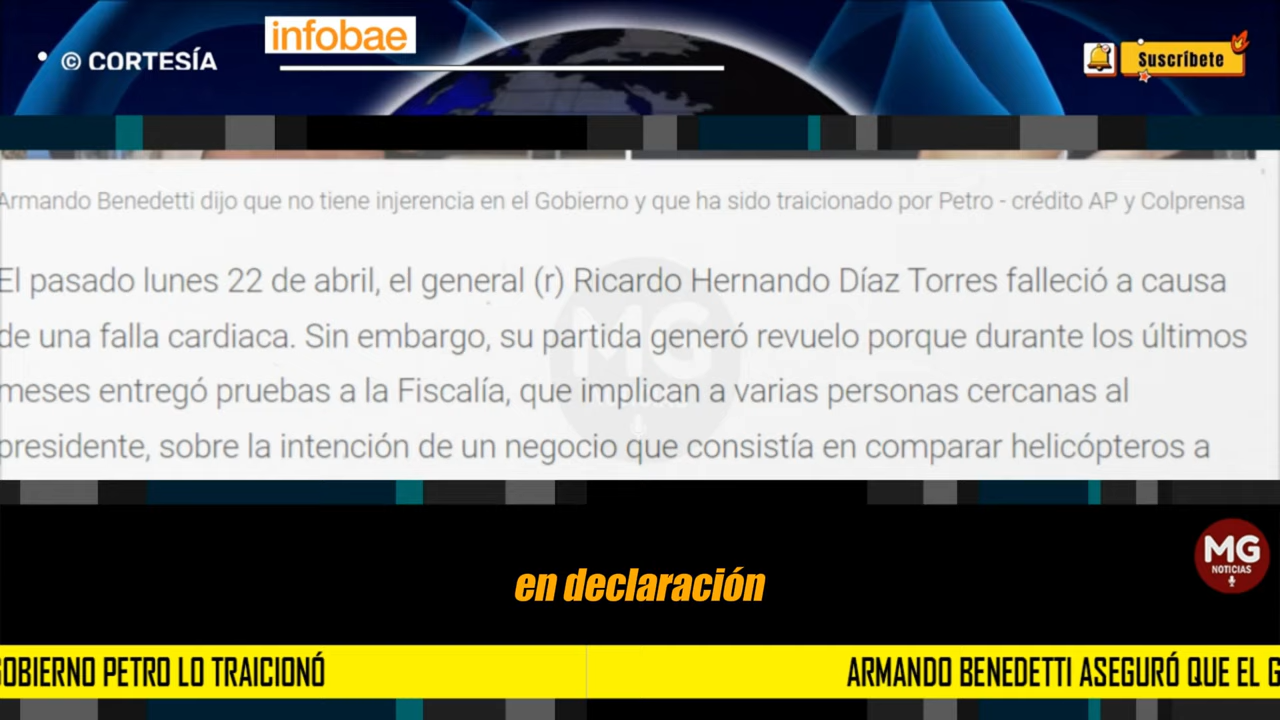 infobae
© CORTESÍA
Suscríbete
Armando Benedetti dijo que no tiene injerencia en el Gobierno y que ha sido traicionado por Petro - crédito AP y Colprensa
El pasado lunes 22 de abril, el general (r) Ricardo Hernando Díaz Torres falleció a causa
de una falla cardiaca. Sin embargo, su partida generó revuelo porque durante los últimos
meses entregó pruebas a la Fiscalía, que implican a varias personas cercanas al
presidente, sobre la intención de un negocio que consistía en comparar helicópteros a
MG
NOTICIAS
en declaración
GOBIERNO PETRO LO TRAICIONÓ
ARMANDO BENEDETTI ASEGURÓ QUE EL G